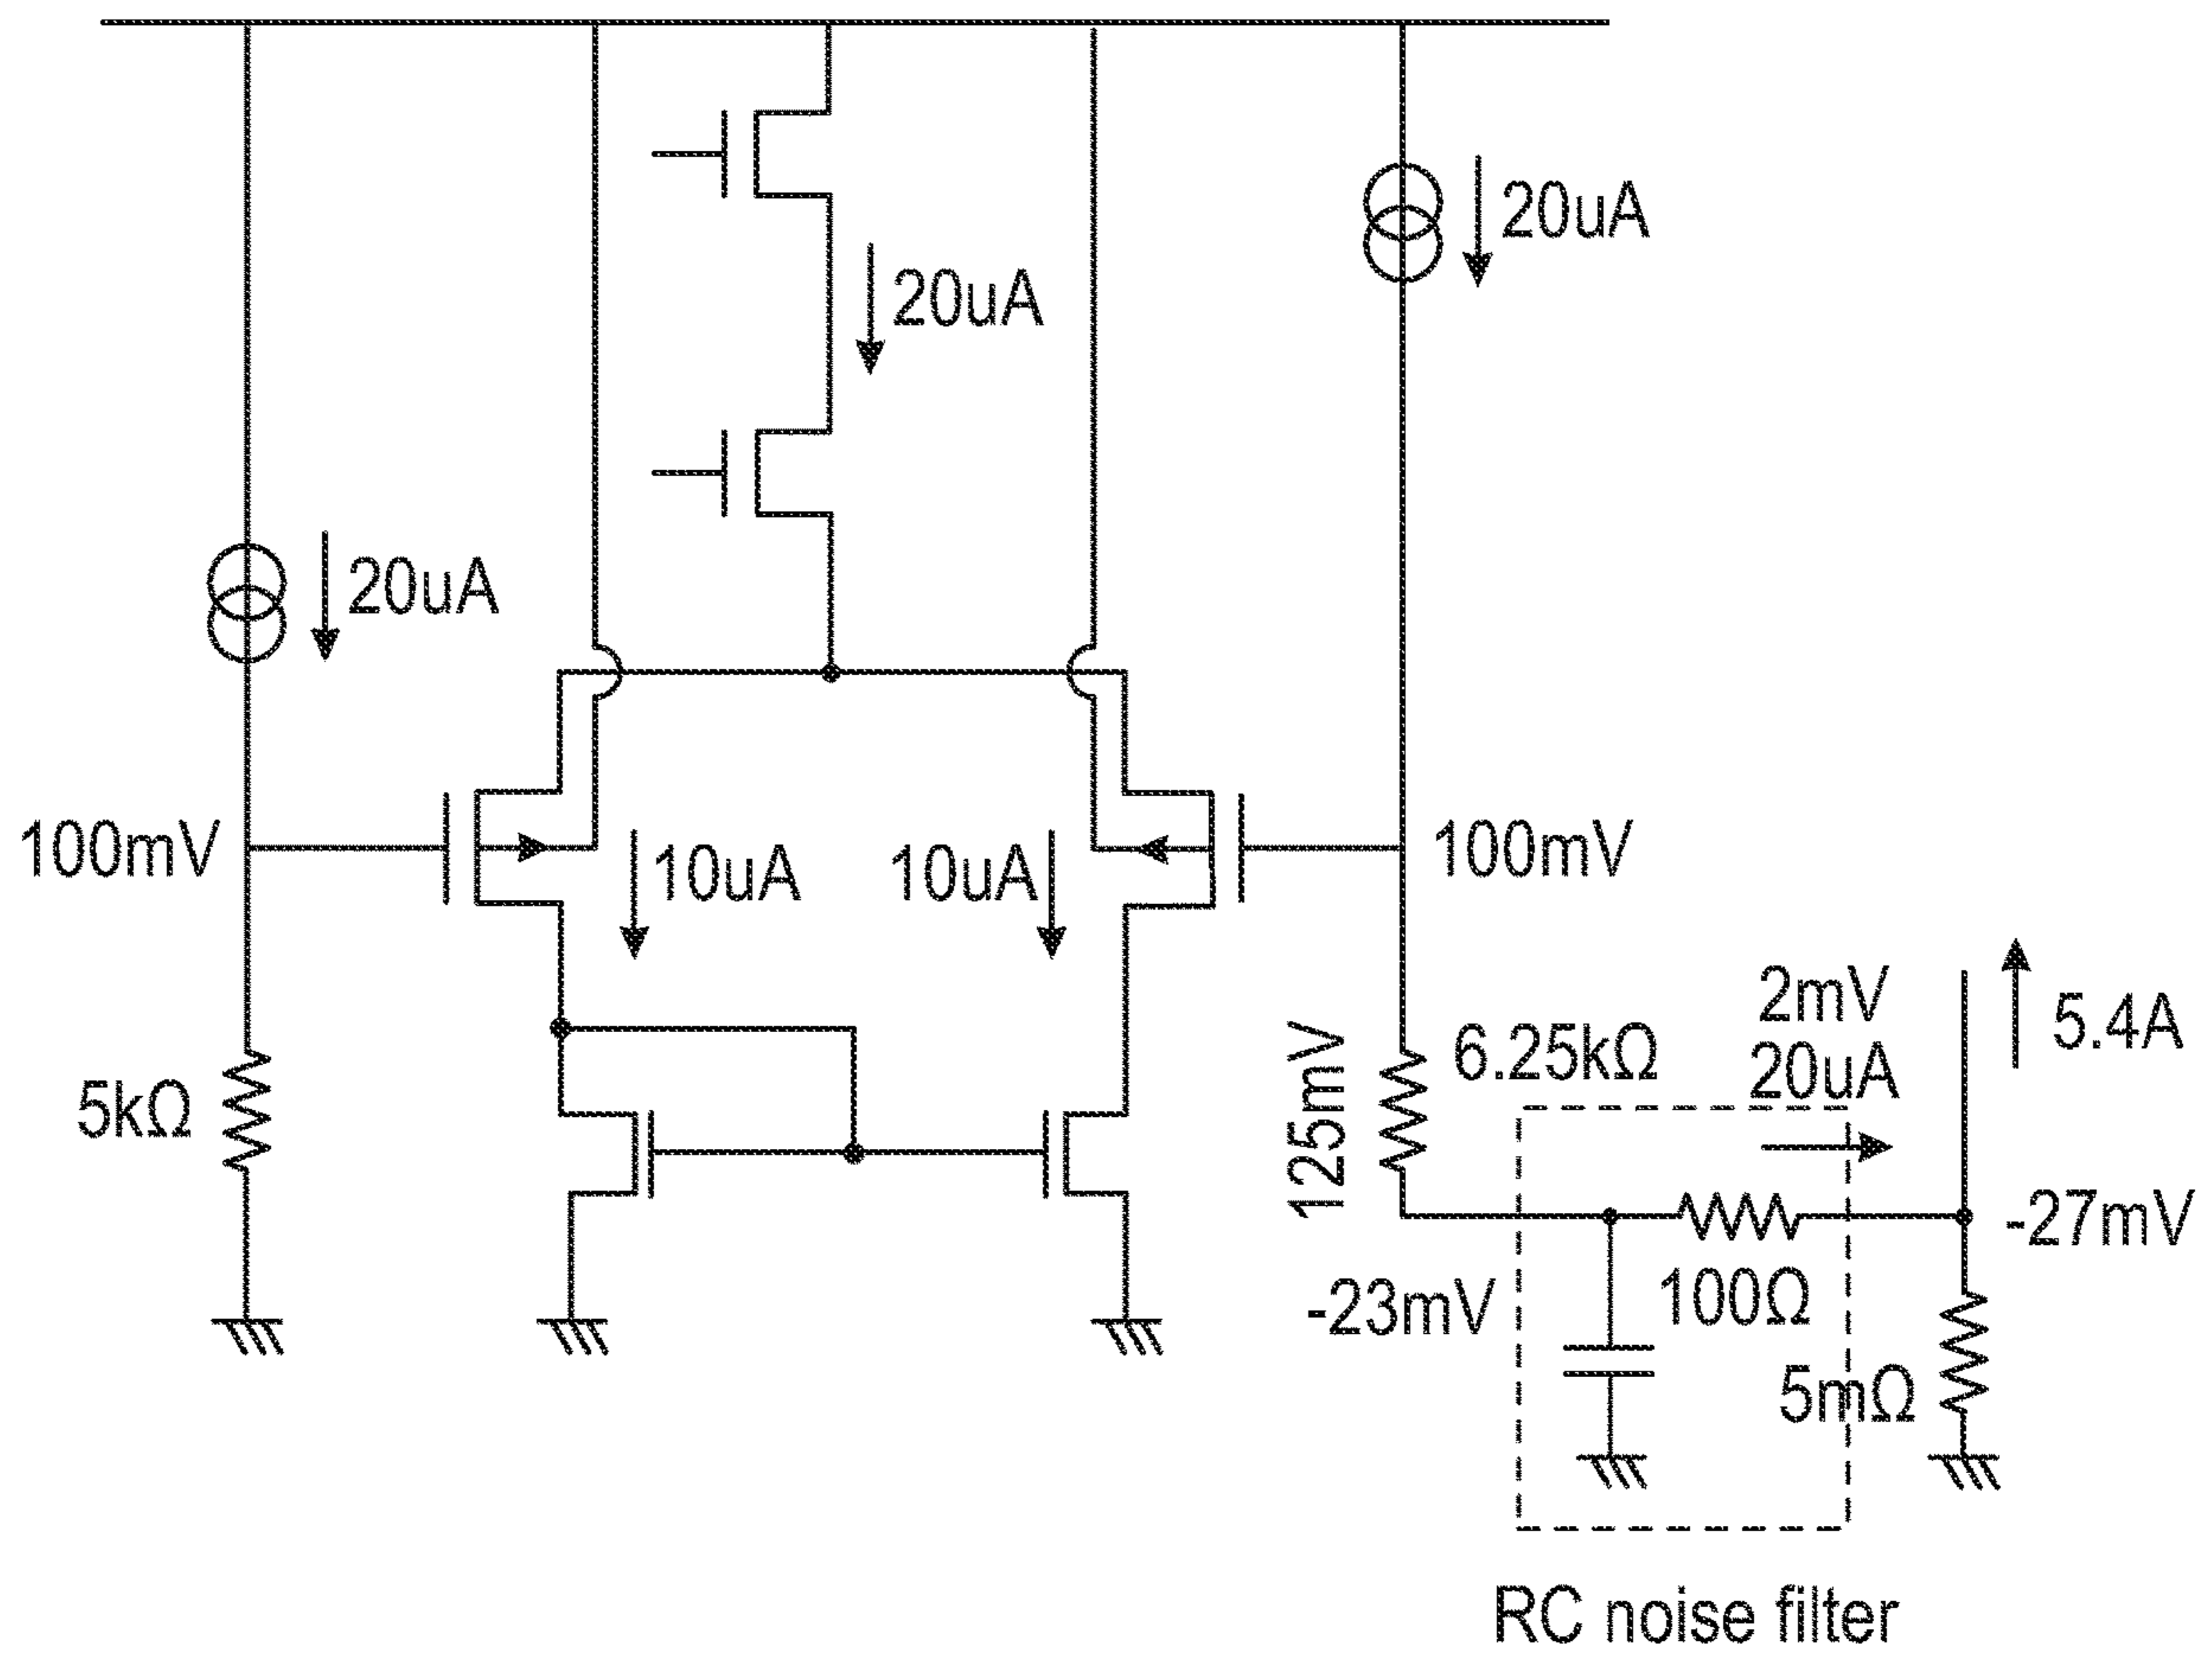 20uA
20uA
20uA
100mV
10uA
10uA
100mV
2mV
20uA
5.4A
6.25kΩ
125mV
5kΩ
-27mV
-23mV
100Ω
5mΩ
RC noise filter